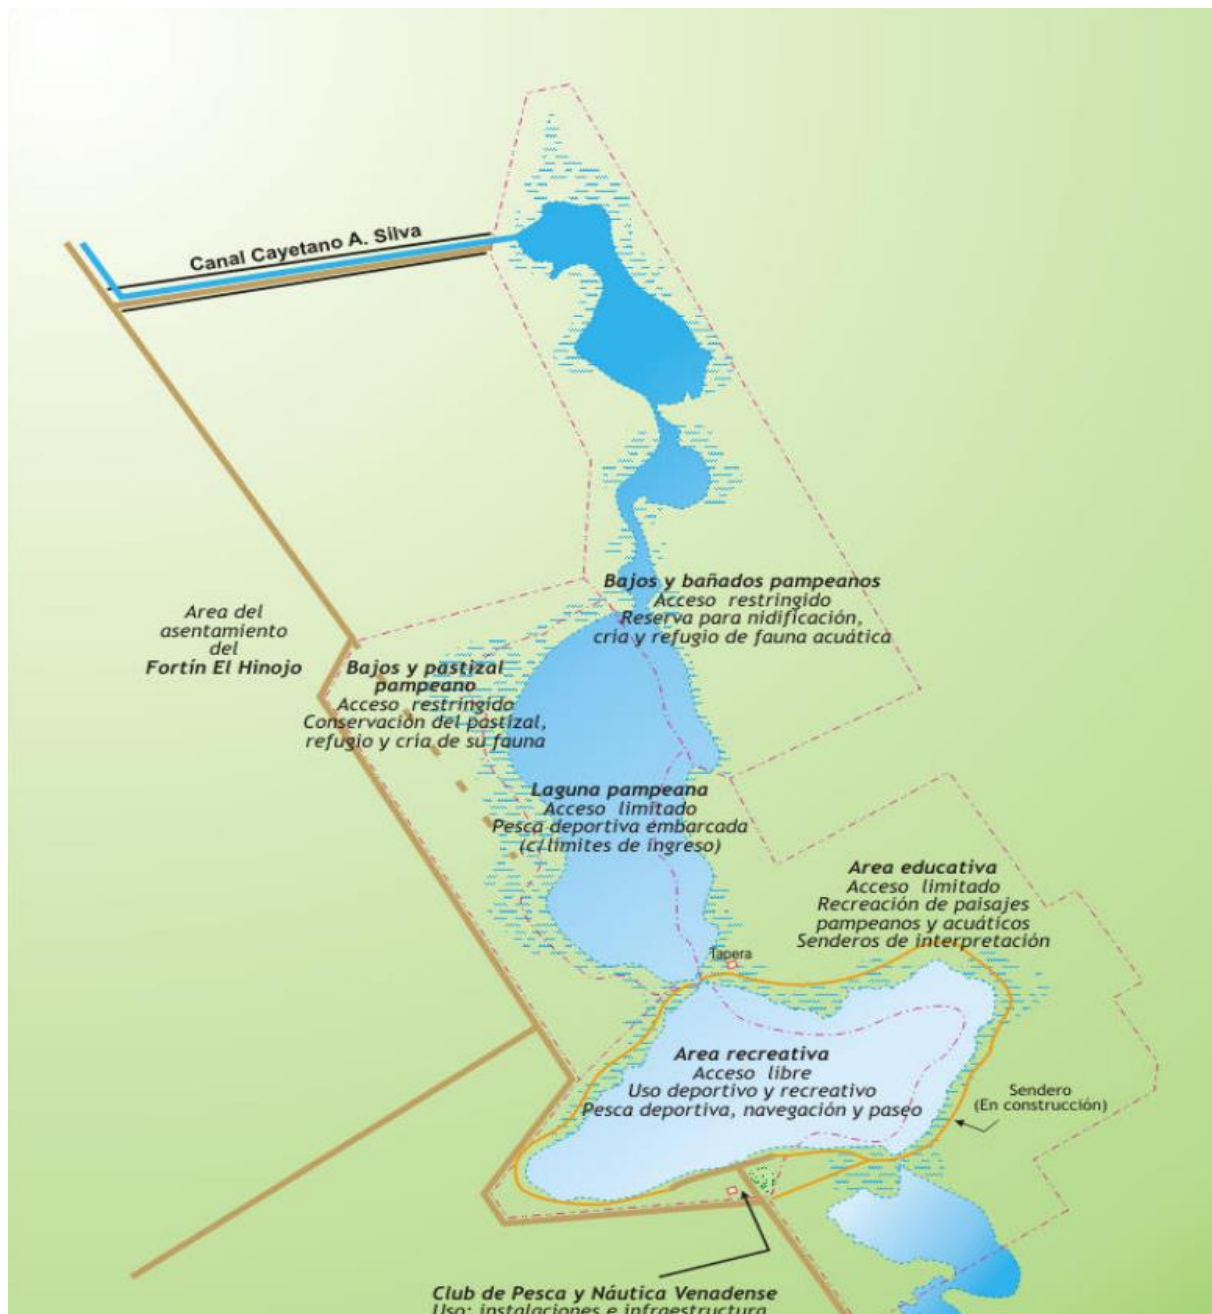 Canal Cayetano A. Silva
Bajos y bañados pampeanos
Acceso restringido
Reserva para nidificación,
cria y refugio de fauna acuática
Area del
asentamiento
del
Fortín El Hinojo
Bajos y pastizal
pampeano
Acceso restringido
Conservación del pastizal,
refugio y cría de su fauna
Laguna pampeana
Acceso limitado
Pesca deportiva embarcada
(c/límites de ingreso)
Area educativa
Acceso limitado
Recreación de paisajes
pampeanos y acuáticos
Senderos de interpretación
Tapera
Area recreativa
Acceso libre
Uso deportivo y recreativo
Pesca deportiva, navegación y paseo
Sendero
(En construcción)
Club de Pesca y Náutica Venadense
Uso: instalaciones e infraestructura